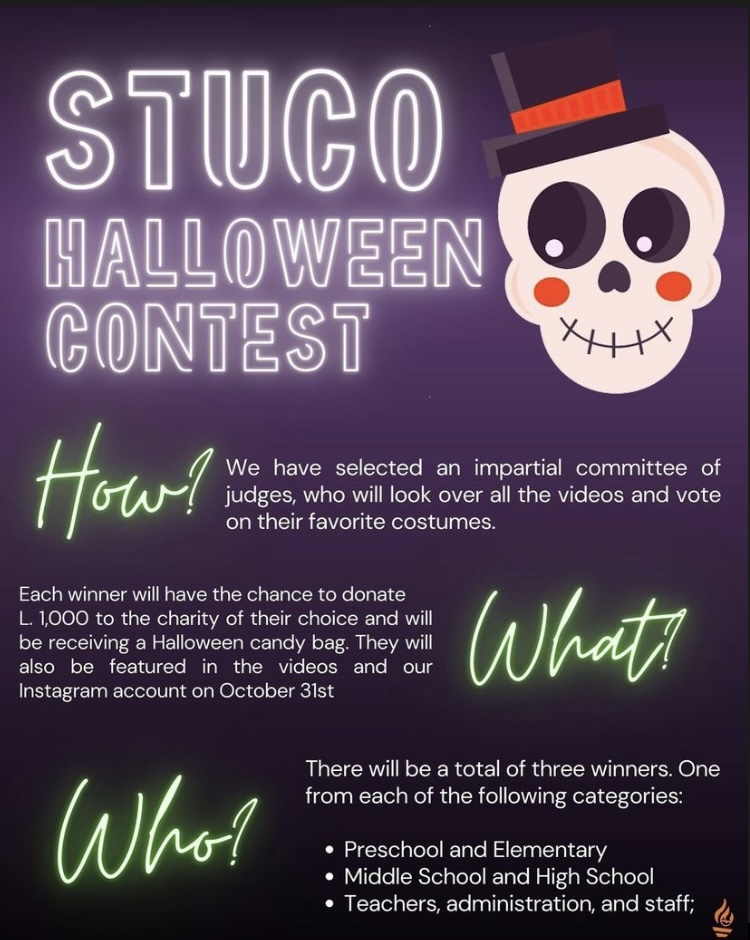 STUCO
HALLOWEEN
CONTEST
How?
We have selected an impartial committee of
judges, who will look over all the videos and vote
on their favorite costumes.
Each winner will have the chance to donate
L. 1,000 to the charity of their choice and will
be receiving a Halloween candy bag. They will
also be featured in the videos and our
Instagram account on October 31st
What?
Who?
There will be a total of three winners. One
from each of the following categories:
• Preschool and Elementary
• Middle School and High School
• Teachers, administration, and staff;